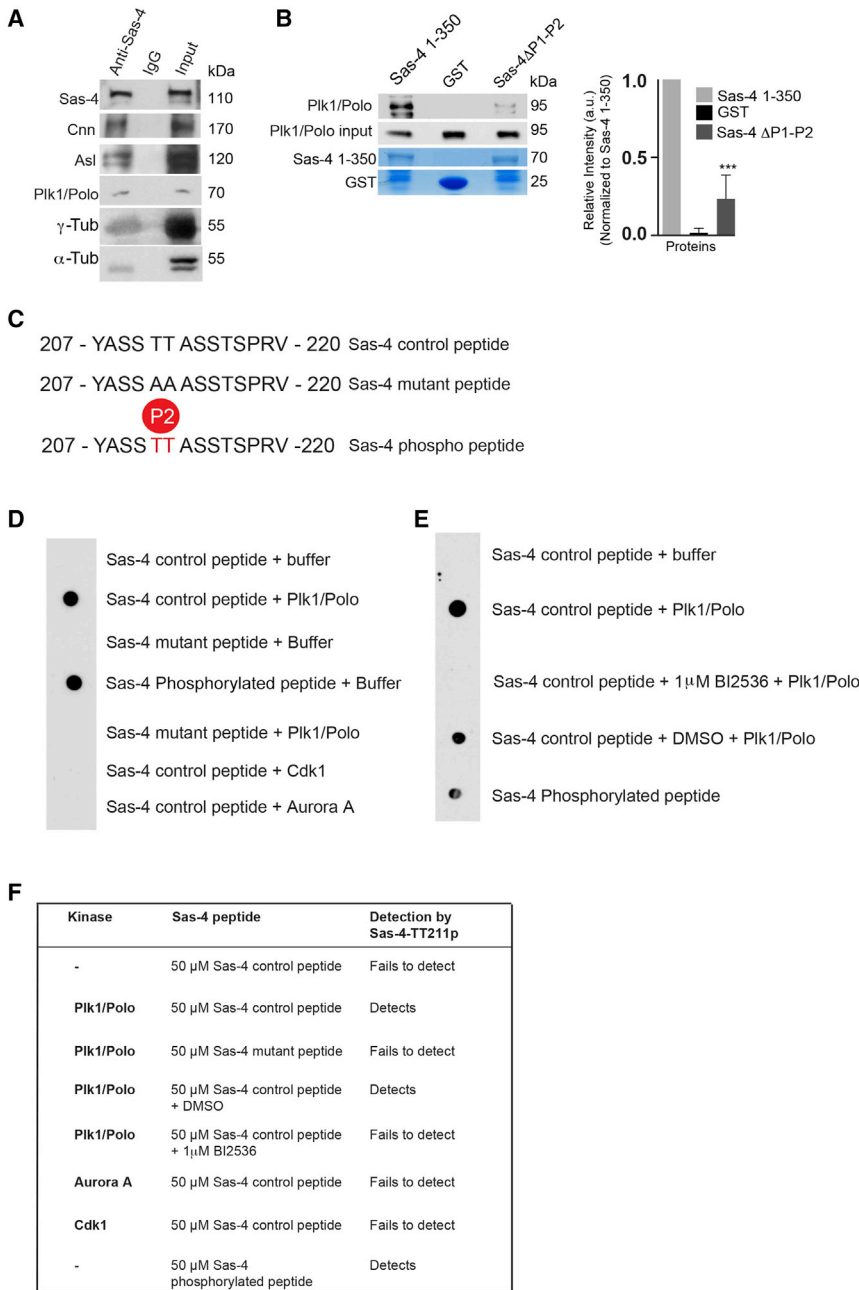 A
Anti-Sas-4
IgG
Input
kDa
Sas-4
110
Cnn
170
Asl
120
Plk1/Polo
70
γ-Tub
55
α-Tub
55
B
Sas-4 1-350
GST
Sas-4ΔP1-P2
kDa
Plk1/Polo
95
Plk1/Polo input
95
Sas-4 1-350
70
GST
25
Relative Intensity (a.u.)
(Normalized to Sas-4 1-350)
1.0
0.5
0.0
Proteins
***
Sas-4 1-350
GST
Sas-4 ΔP1-P2
C
207 - YASS TT ASSTSPRV - 220 Sas-4 control peptide
207 - YASS AA ASSTSPRV - 220 Sas-4 mutant peptide
P2
207 - YASS TT ASSTSPRV -220 Sas-4 phospho peptide
D
Sas-4 control peptide + buffer
Sas-4 control peptide + Plk1/Polo
Sas-4 mutant peptide + Buffer
Sas-4 Phosphorylated peptide + Buffer
Sas-4 mutant peptide + Plk1/Polo
Sas-4 control peptide + Cdk1
Sas-4 control peptide + Aurora A
E
Sas-4 control peptide + buffer
Sas-4 control peptide + Plk1/Polo
Sas-4 control peptide + 1μM BI2536 + Plk1/Polo
Sas-4 control peptide + DMSO + Plk1/Polo
Sas-4 Phosphorylated peptide
F
Kinase Sas-4 peptide Detection by
Sas-4-TT211p
- 50 μM Sas-4 control peptide Fails to detect
Plk1/Polo 50 μM Sas-4 control peptide Detects
Plk1/Polo 50 μM Sas-4 mutant peptide Fails to detect
Plk1/Polo 50 μM Sas-4 control peptide Detects
+ DMSO
Plk1/Polo 50 μM Sas-4 control peptide Fails to detect
+ 1μM BI2536
Aurora A 50 μM Sas-4 control peptide Fails to detect
Cdk1 50 μM Sas-4 control peptide Fails to detect
- 50 μM Sas-4 Detects
phosphorylated peptide